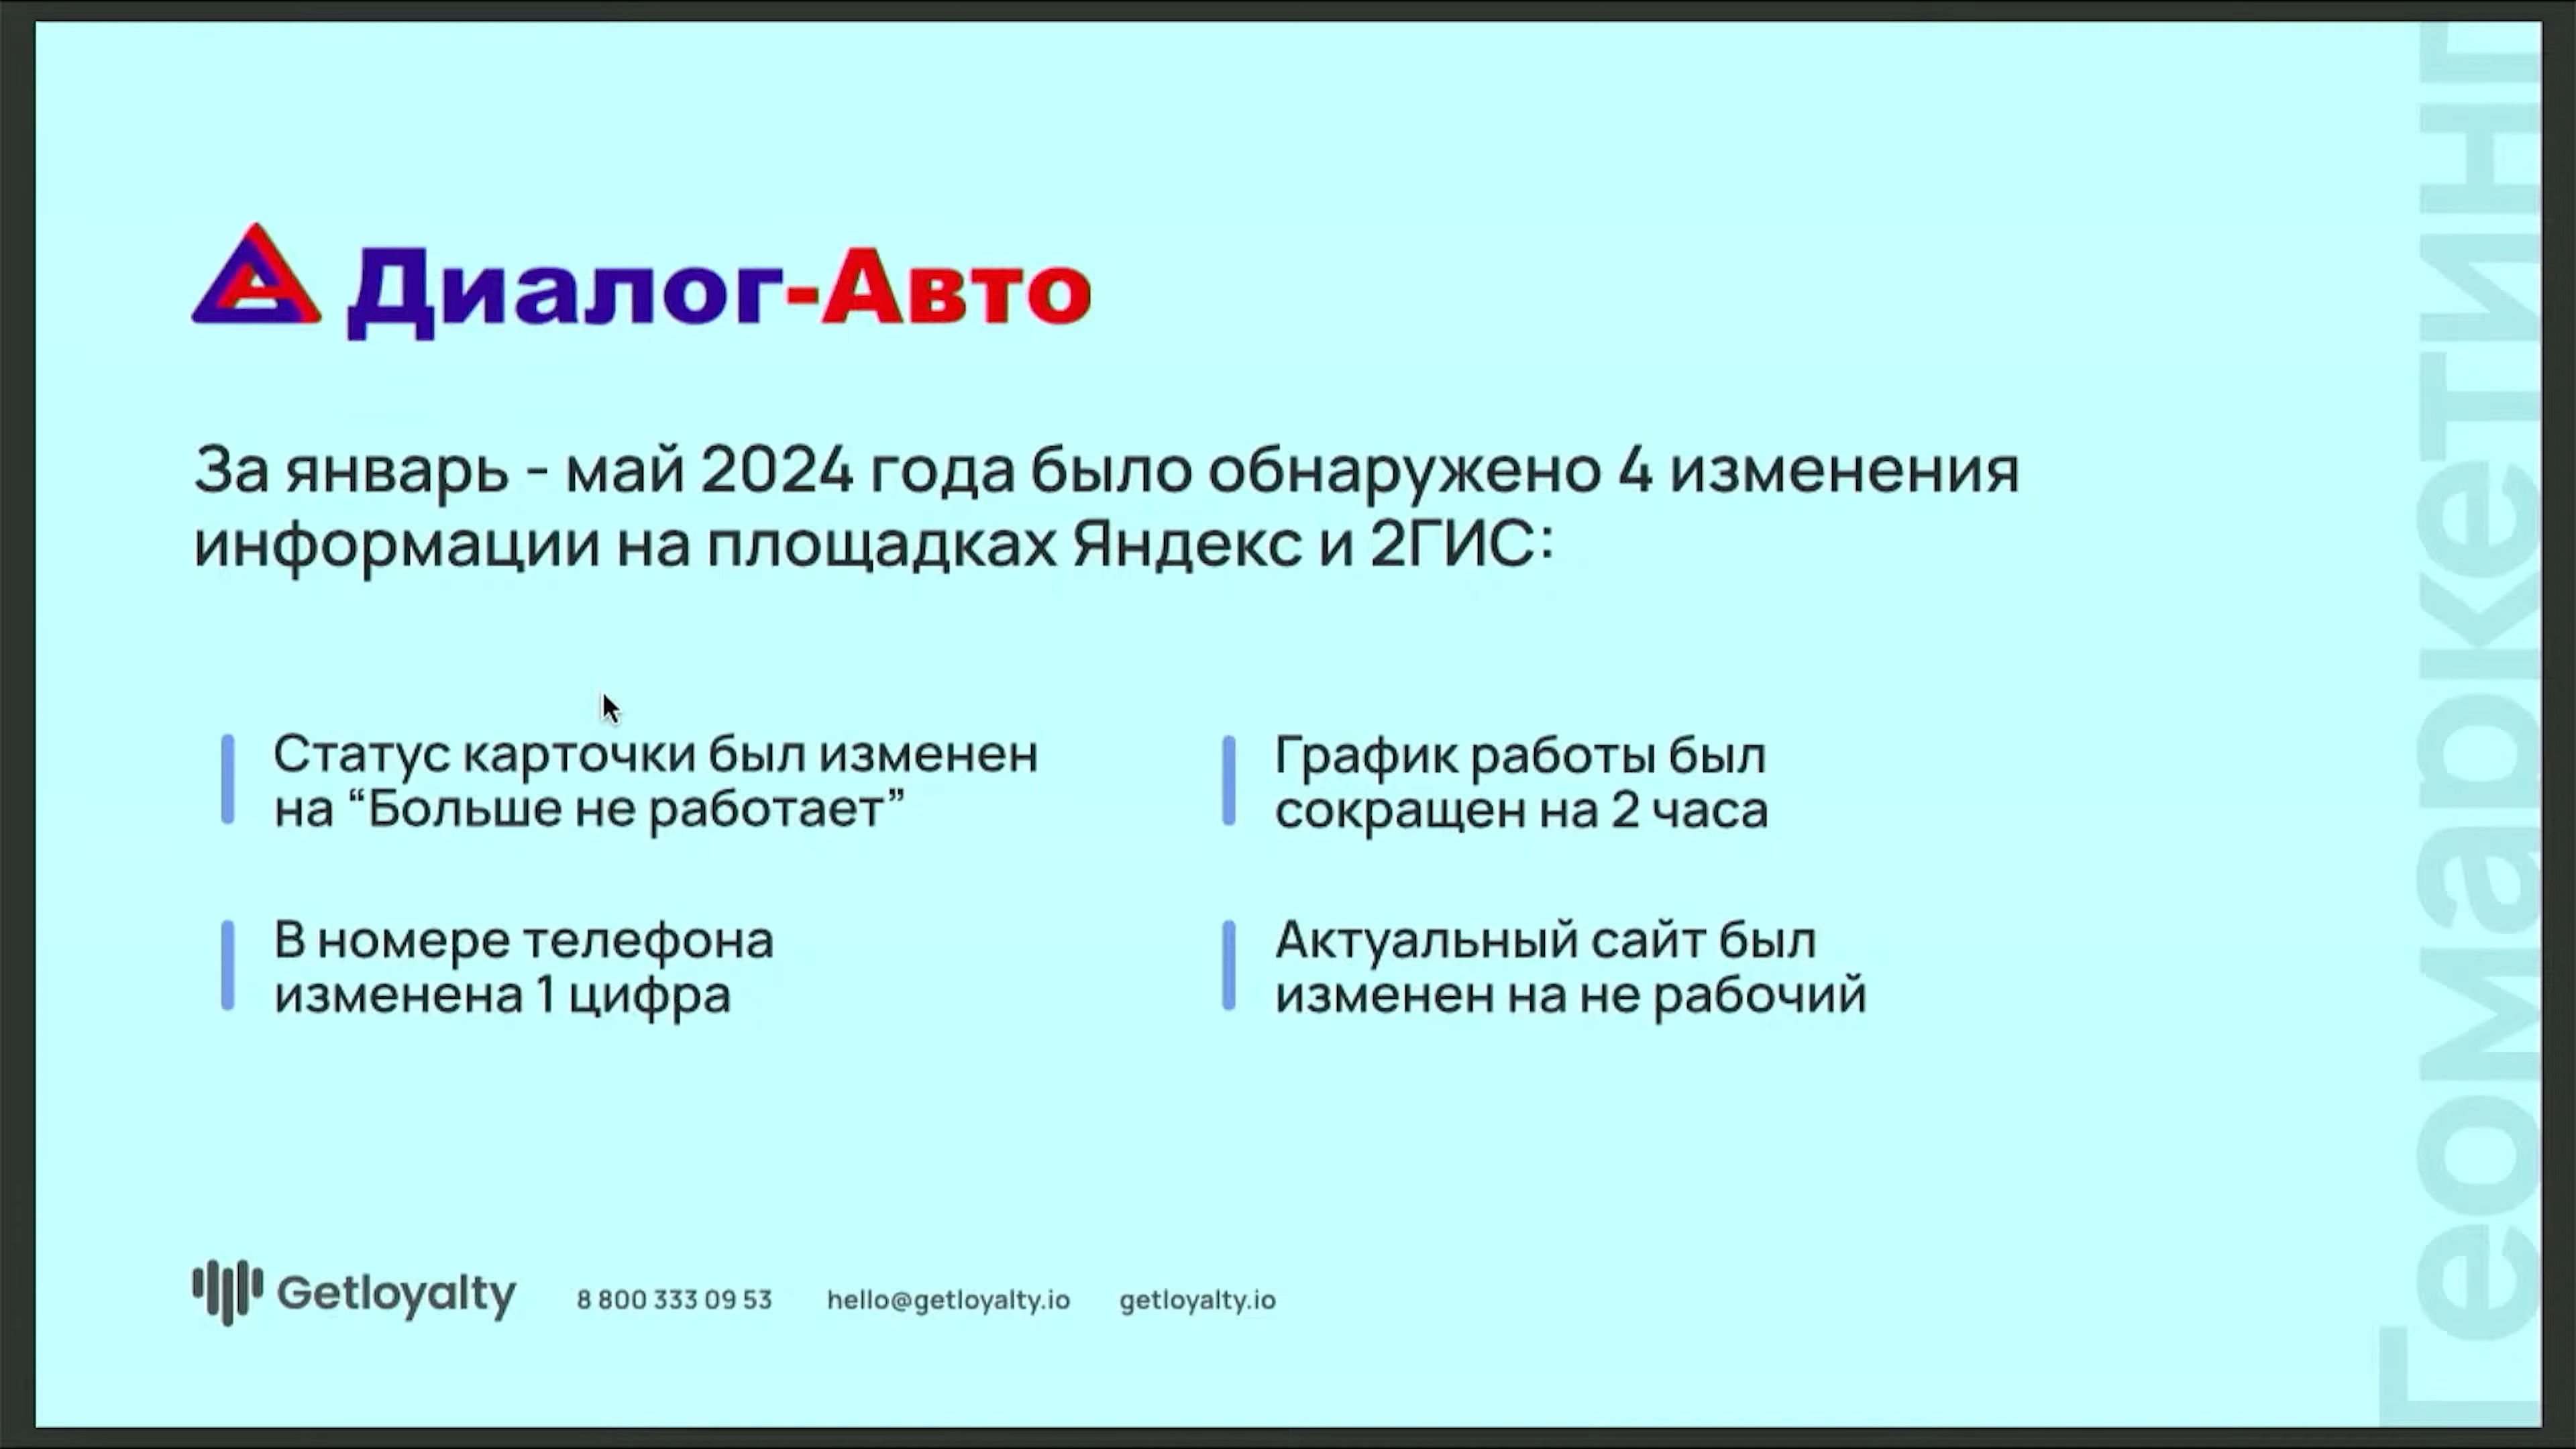 Диалог-Авто
За январь - май 2024 года было обнаружено 4 изменения
информации на площадках Яндекс и 2ГИС:
Статус карточки был изменен
на “Больше не работает”
График работы был
сокращен на 2 часа
В номере телефона
изменена 1 цифра
Актуальный сайт был
изменен на не рабочий
Getloyalty
8 800 333 09 53
hello@getloyalty.io
getloyalty.io
Геомаркетинг